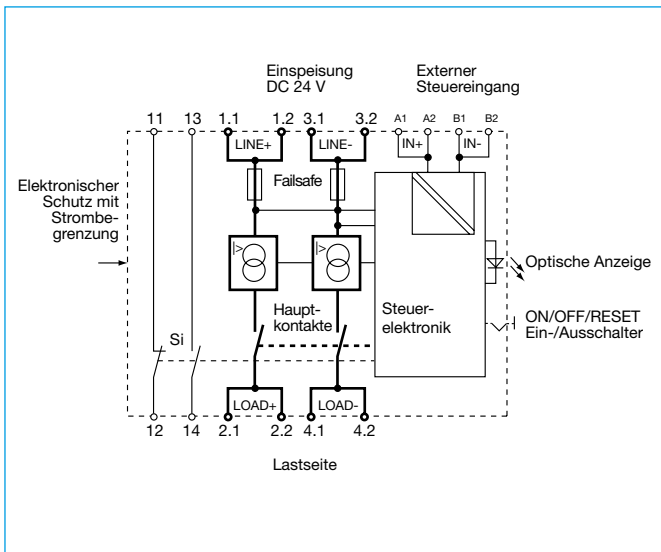 Einspeisung
DC 24 V
Externer
Steuereingang
11
13
1.1
1.2
3.1
3.2
A1
A2
B1
B2
LINE+
LINE-
IN+
IN-
Elektronischer
Schutz mit
Strombe-
grenzung
Failsafe
I>
I>
Optische Anzeige
Haupt-
kontakte
Steuer-
elektronik
ON/OFF/RESET
Ein-/Ausschalter
Si
LOAD+
LOAD-
12
14
2.1
2.2
4.1
4.2
Lastseite